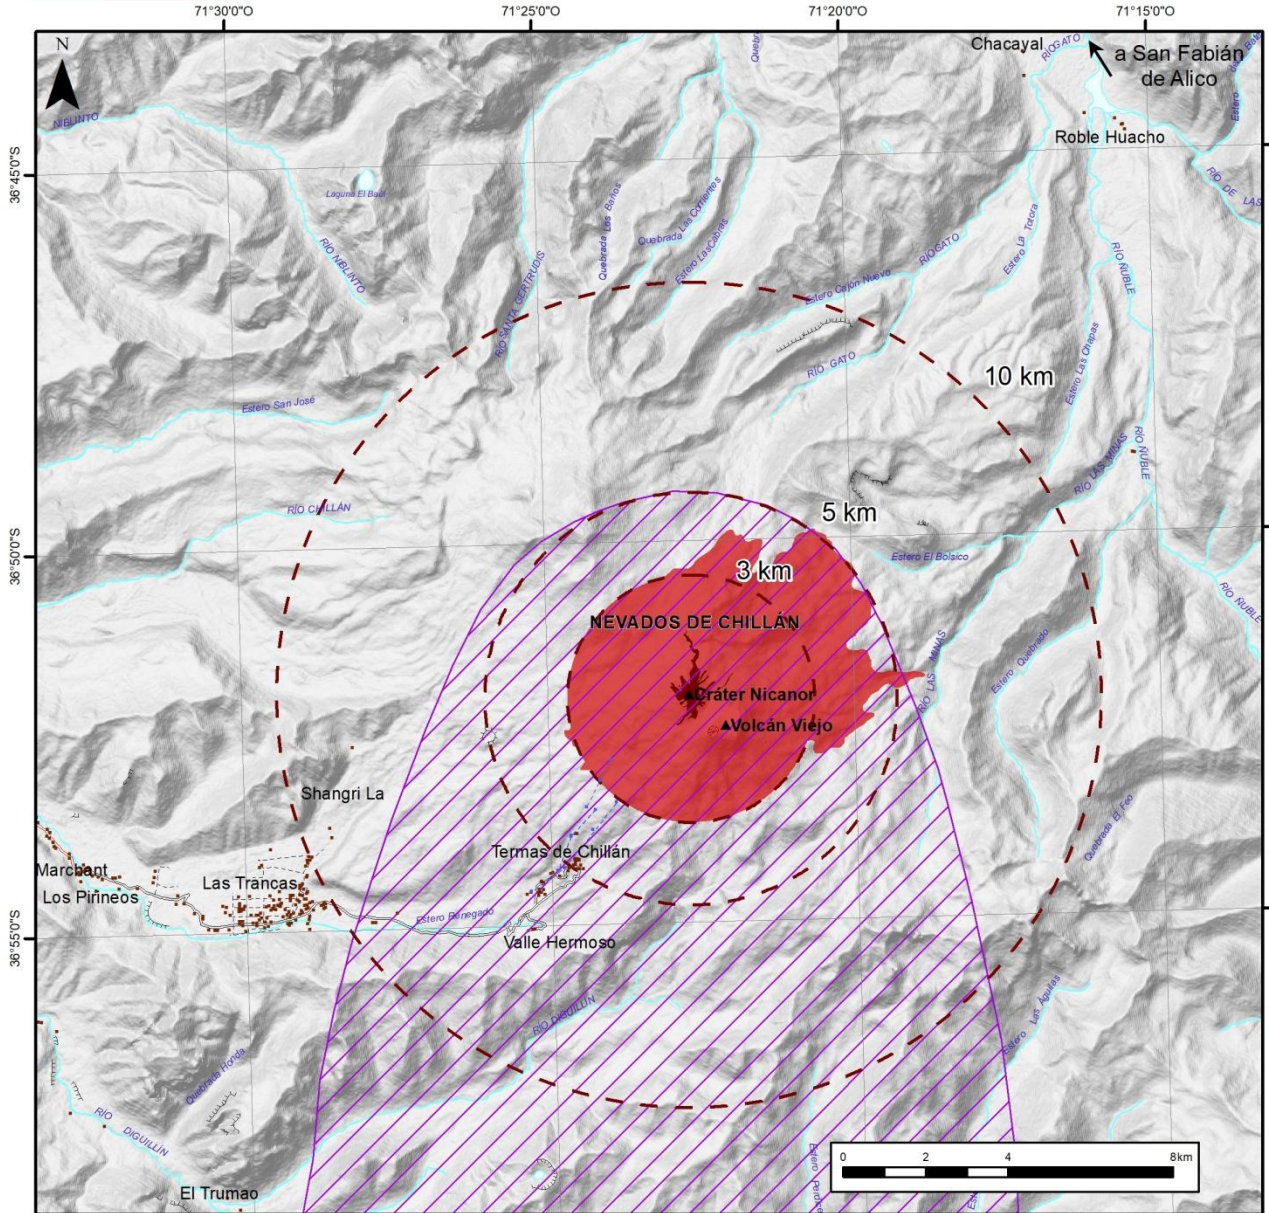 71°30'0"O
71°25'0"O
71°20'0"O
71°15'0"O
N
Chacayal
RÍO GATO
a San Fabián
de Alico
NIBLINTO
Roble Huacho
36°45'0"S
Laguna El Baúl
RÍO NIBLINTO
RÍO SANTA GERTRUDIS
Quebrada Los Baños
Quebrada Las Corrientes
Estero Las Cabras
RÍO DE LAS
Estero La Totora
RÍO GATO
Estero Cajón Nuevo
RÍO ÑUBLE
RÍO GATO
Estero Las Chapas
10 km
Estero San José
RÍO LAS MINAS
RÍO ÑUBLE
RÍO CHILLÁN
5 km
36°50'0"S
Estero El Bolsico
3 km
RÍO ÑUBLE
NEVADOS DE CHILLÁN
RÍO LAS MINAS
Estero Quebrado
Cráter Nicanor
Volcán Viejo
Shangri La
Quebrada El Feo
Termas de Chillán
Marchant
Las Trancas
Los Pirineos
Estero Renegado
Valle Hermoso
36°55'0"S
RÍO DIGUILLÍN
Estero Las Águilas
Quebrada Honda
RÍO DIGUILLÍN
0 2 4 8km
El Trumao